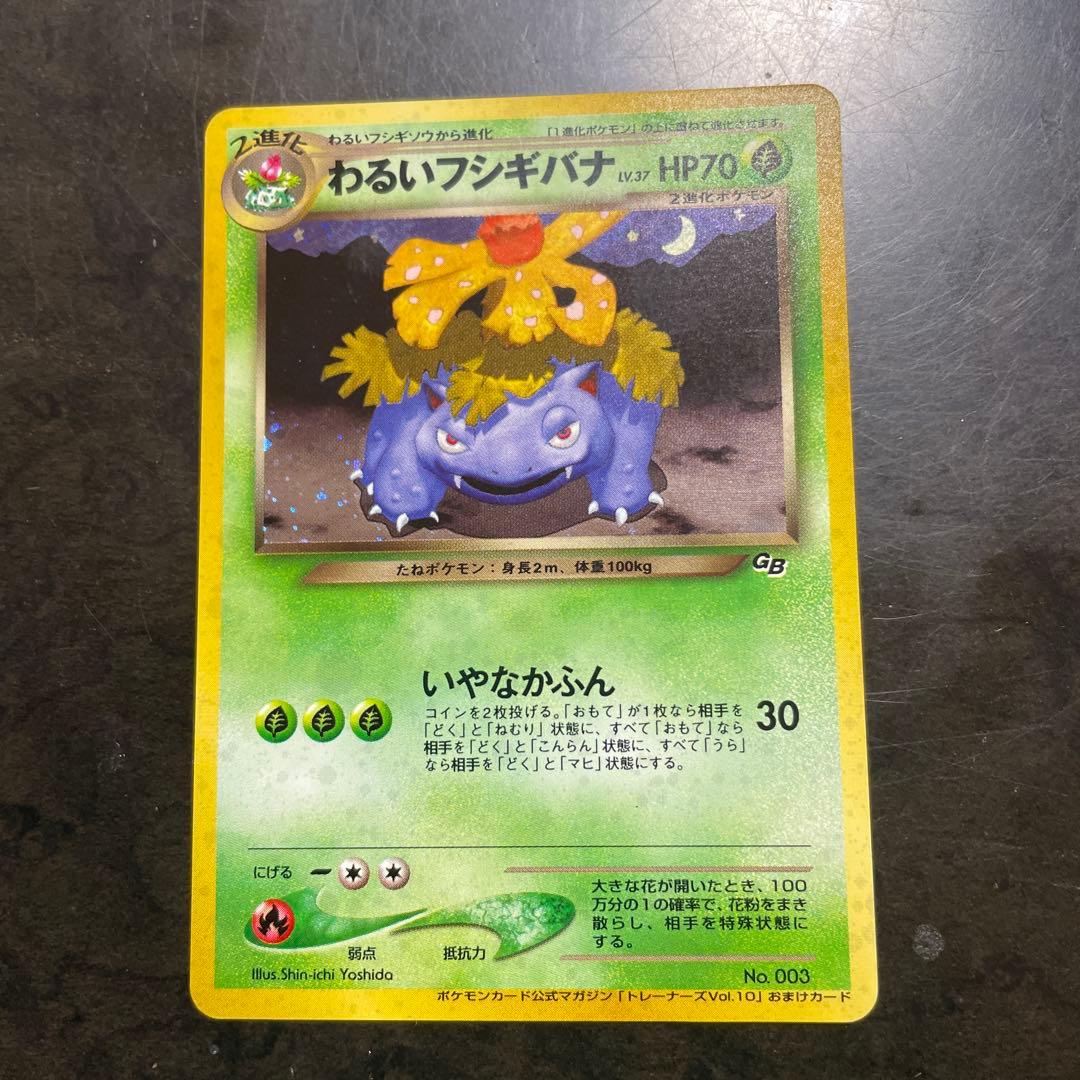 2進化
わるいフシギソウから進化
「1進化ポケモン」の上に重ねて進化させます。
わるいフシギバナ LV.37 HP70
2進化ポケモン
たねポケモン：身長2m、体重100kg
GB
いやなかふん
コインを2枚投げる。「おもて」が1枚なら相手を
「どく」と「ねむり」状態に、すべて「おもて」なら
相手を「どく」と「こんらん」状態に、すべて「うら」
なら相手を「どく」と「マヒ」状態にする。
30
にげる
弱点
抵抗力
大きな花が開いたとき、100
万分の1の確率で、花粉をまき
散らし、相手を特殊状態に
する。
Illus.Shin-ichi Yoshida
No. 003
ポケモンカード公式マガジン「トレーナーズVol.10」おまけカード